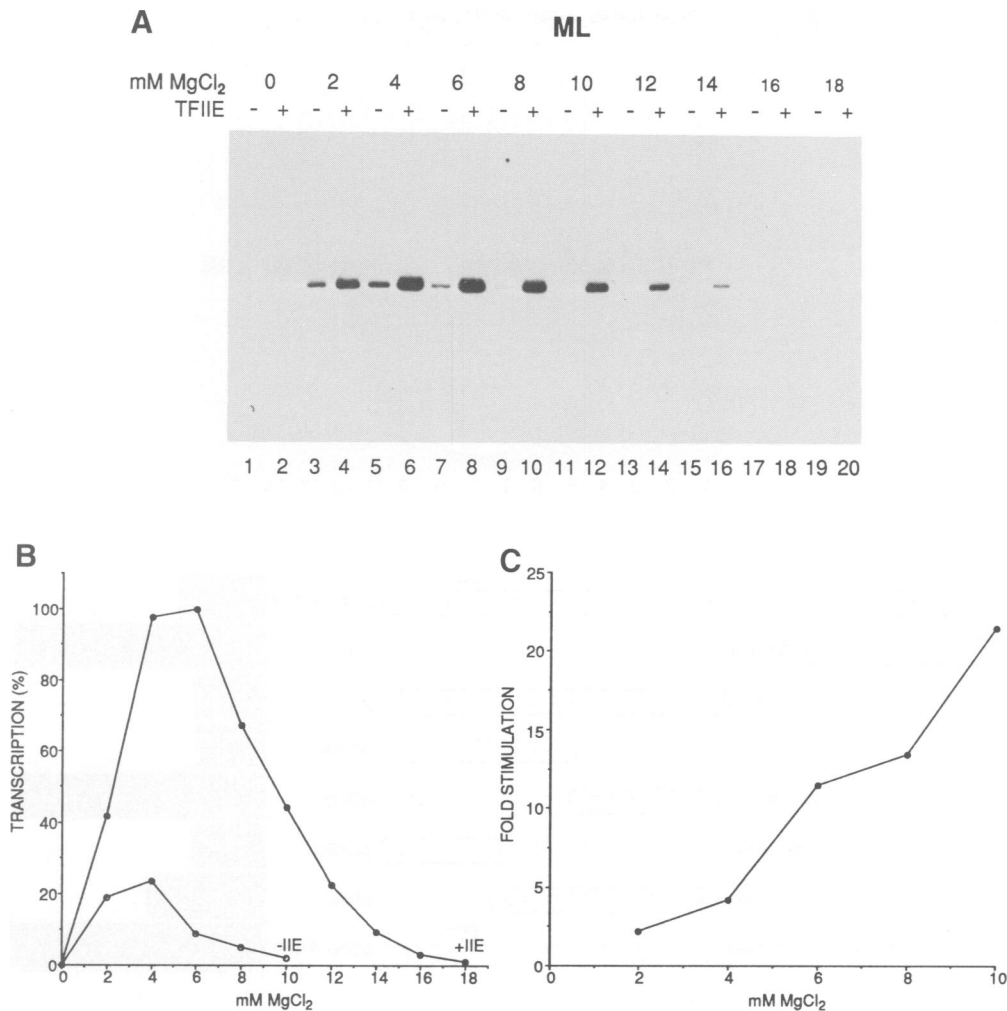 A
ML
mM MgCl₂ 0 2 4 6 8 10 12 14 16 18
TFIIE - + - + - + - + - + - + - + - + - + - +
1 2 3 4 5 6 7 8 9 10 11 12 13 14 15 16 17 18 19 20
B
TRANSCRIPTION (%)
100
80
60
40
20
0
-IIE
+IIE
0 2 4 6 8 10 12 14 16 18
mM MgCl₂
C
FOLD STIMULATION
25
20
15
10
5
0
0 2 4 6 8 10
mM MgCl₂